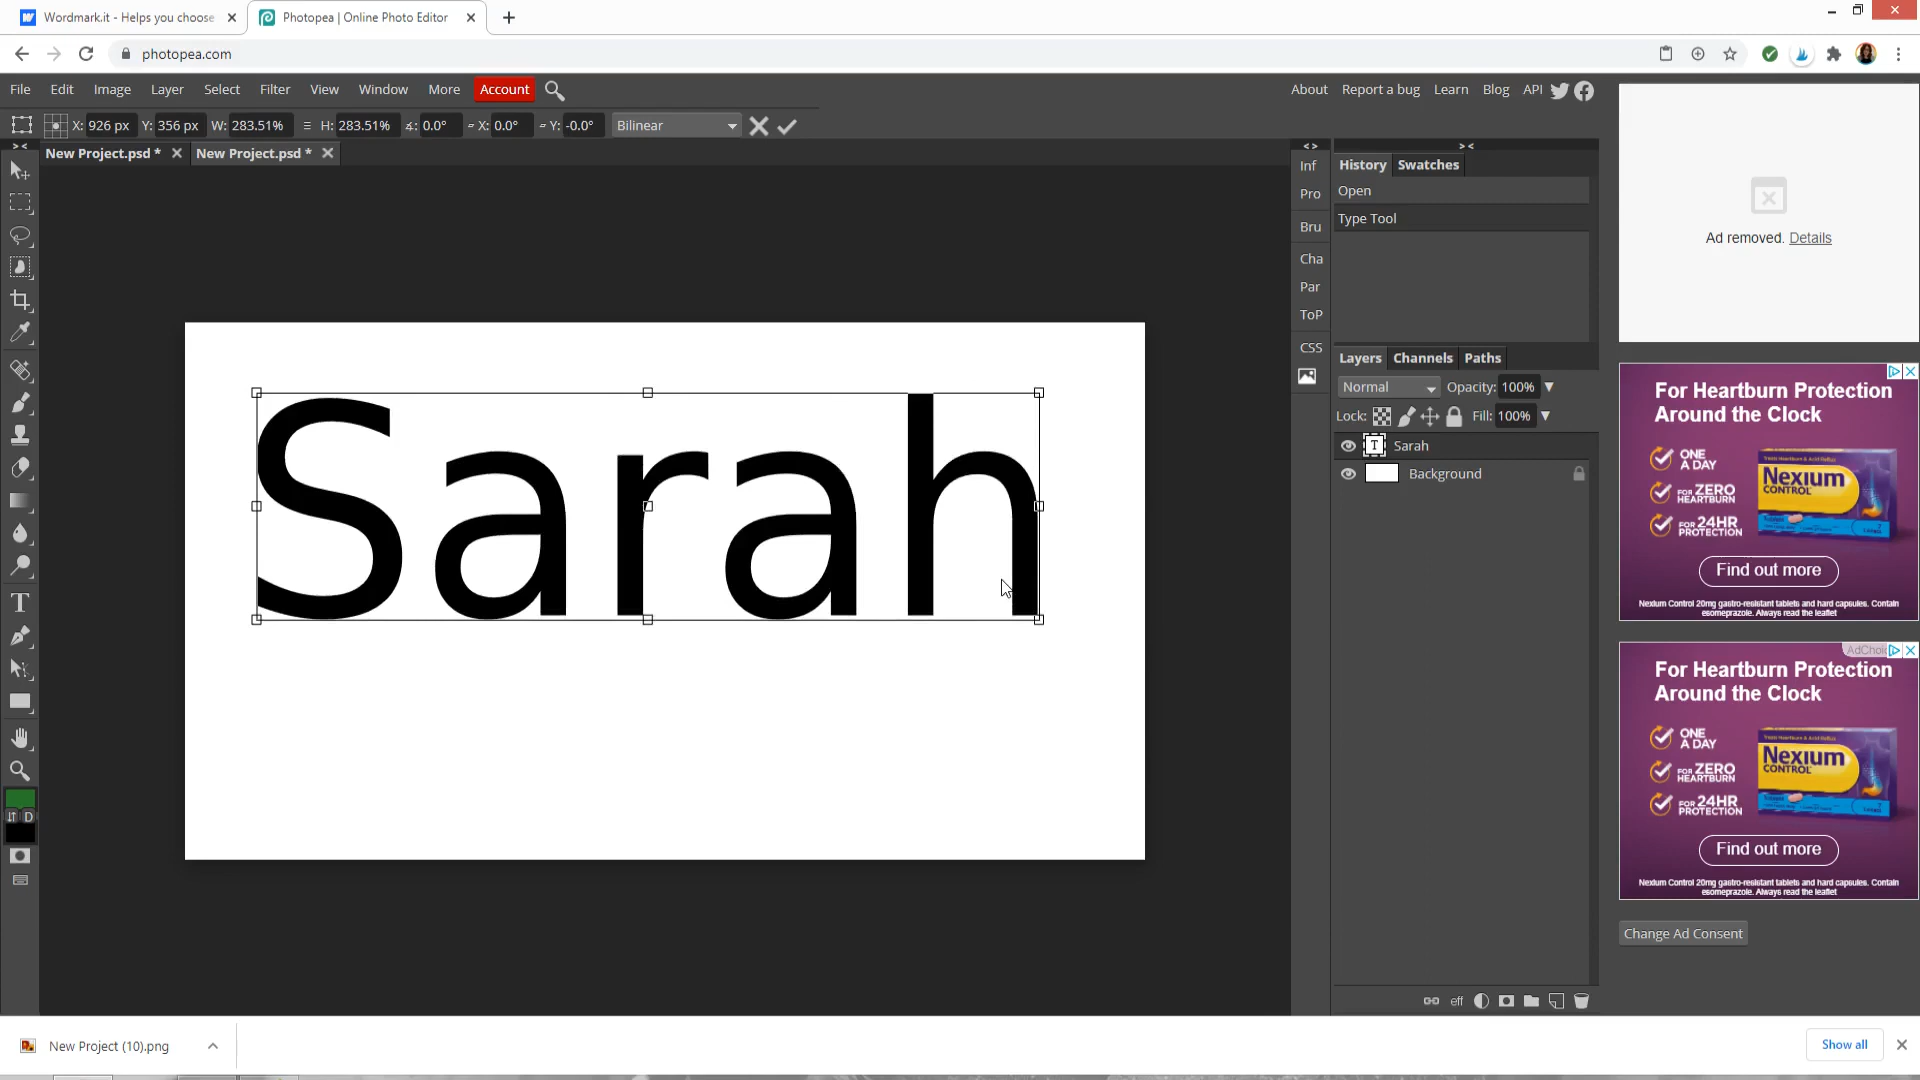 Wordmark.it - Helps you choose
Photopea | Online Photo Editor
photopea.com
File Edit Image Layer Select Filter View Window More Account
About Report a bug Learn Blog API
X: 926 px Y: 356 px W: 283.51% H: 283.51% ∡: 0.0° X: 0.0° Y: -0.0° Bilinear
New Project.psd * New Project.psd *
Inf
Pro
Bru
Cha
Par
ToP
CSS
History Swatches
Open
Type Tool
Layers Channels Paths
Normal Opacity: 100%
Lock: Fill: 100%
T Sarah
Background
eff
Sarah
T
D
Ad removed. Details
For Heartburn Protection
Around the Clock
ONE
A DAY
FOR ZERO
HEARTBURN
FOR 24HR
PROTECTION
Nexium
CONTROL
Find out more
Nexium Control 20mg gastro-resistant tablets and hard capsules. Contain
esomeprazole. Always read the leaflet
AdChoic
For Heartburn Protection
Around the Clock
ONE
A DAY
FOR ZERO
HEARTBURN
FOR 24HR
PROTECTION
Nexium
CONTROL
Find out more
Nexium Control 20mg gastro-resistant tablets and hard capsules. Contain
esomeprazole. Always read the leaflet
Change Ad Consent
New Project (10).png
Show all